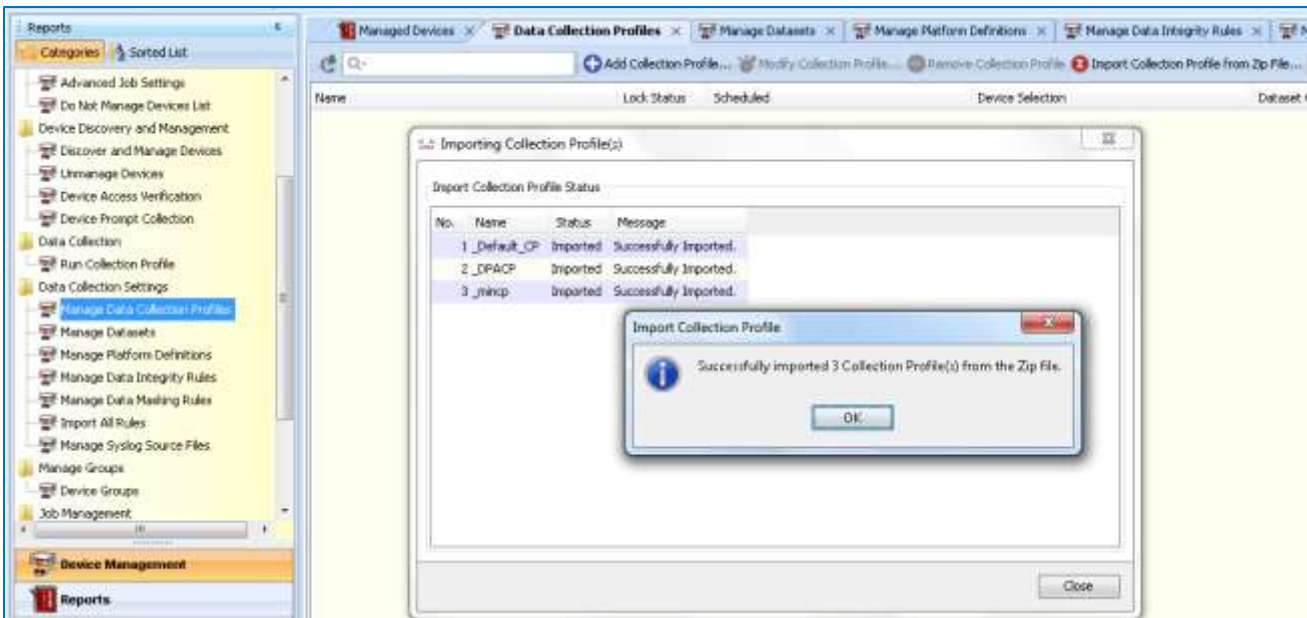 Reports
Categories Sorted List
Advanced Job Settings
Do Not Manage Devices List
Device Discovery and Management
Discover and Manage Devices
Unmanage Devices
Device Access Verification
Device Prompt Collection
Data Collection
Run Collection Profile
Data Collection Settings
Manage Data Collection Profiles
Manage Datasets
Manage Platform Definitions
Manage Data Integrity Rules
Manage Data Masking Rules
Import All Rules
Manage Syslog Source Files
Manage Groups
Device Groups
Job Management
Device Management
Reports
Managed Devices Data Collection Profiles Manage Datasets Manage Platform Definitions Manage Data Integrity Rules
Add Collection Profile... Modify Collection Profile... Remove Collection Profile Import Collection Profile from Zip File...
Name Lock Status Scheduled Device Selection Dataset
Importing Collection Profile(s)
Import Collection Profile Status
No. Name Status Message
1 _Default_CP Imported Successfully Imported.
2 _DPACP Imported Successfully Imported.
3 _mincp Imported Successfully Imported.
Import Collection Profile
Successfully imported 3 Collection Profile(s) from the Zip file.
OK
Close